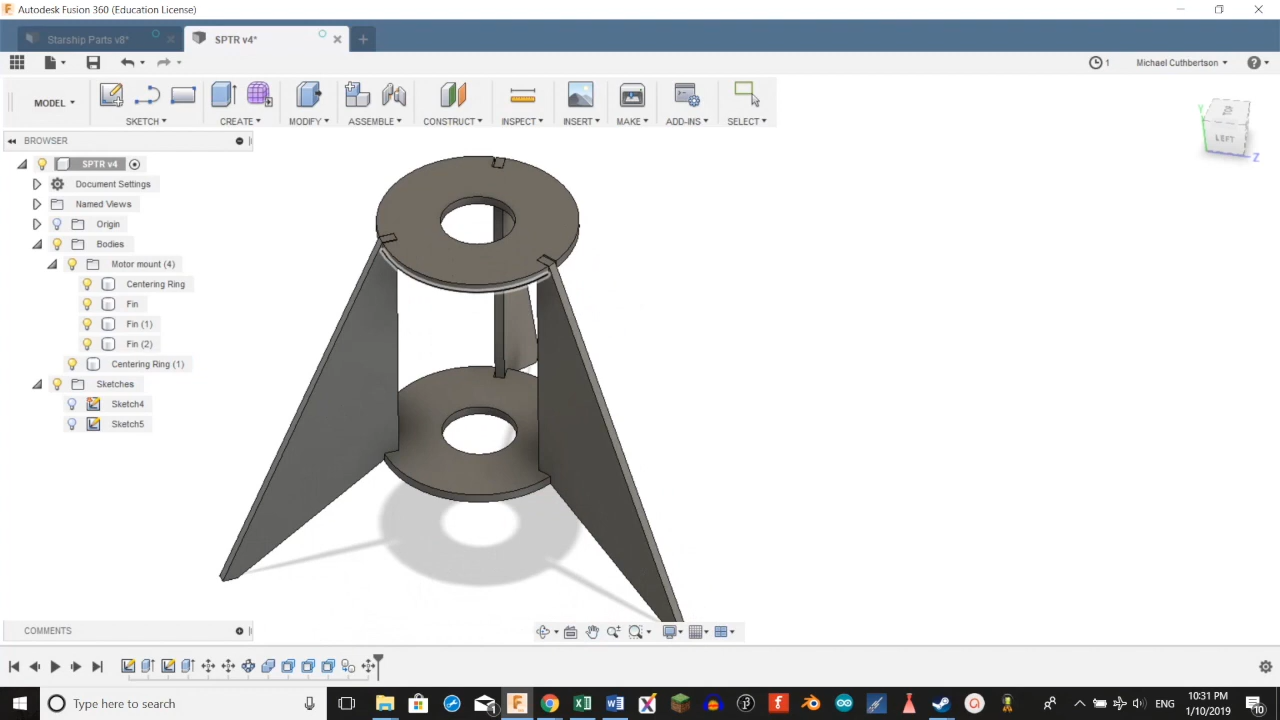 Autodesk Fusion 360 (Education License)
Starship Parts v8*
SPTR v4*
1
Michael Cuthbertson
MODEL
SKETCH
CREATE
MODIFY
ASSEMBLE
CONSTRUCT
INSPECT
INSERT
MAKE
ADD-INS
SELECT
BROWSER
SPTR v4
Document Settings
Named Views
Origin
Bodies
Motor mount (4)
Centering Ring
Fin
Fin (1)
Fin (2)
Centering Ring (1)
Sketches
Sketch4
Sketch5
Y
LEFT
Z
COMMENTS
Type here to search
ENG
10:31 PM
1/10/2019